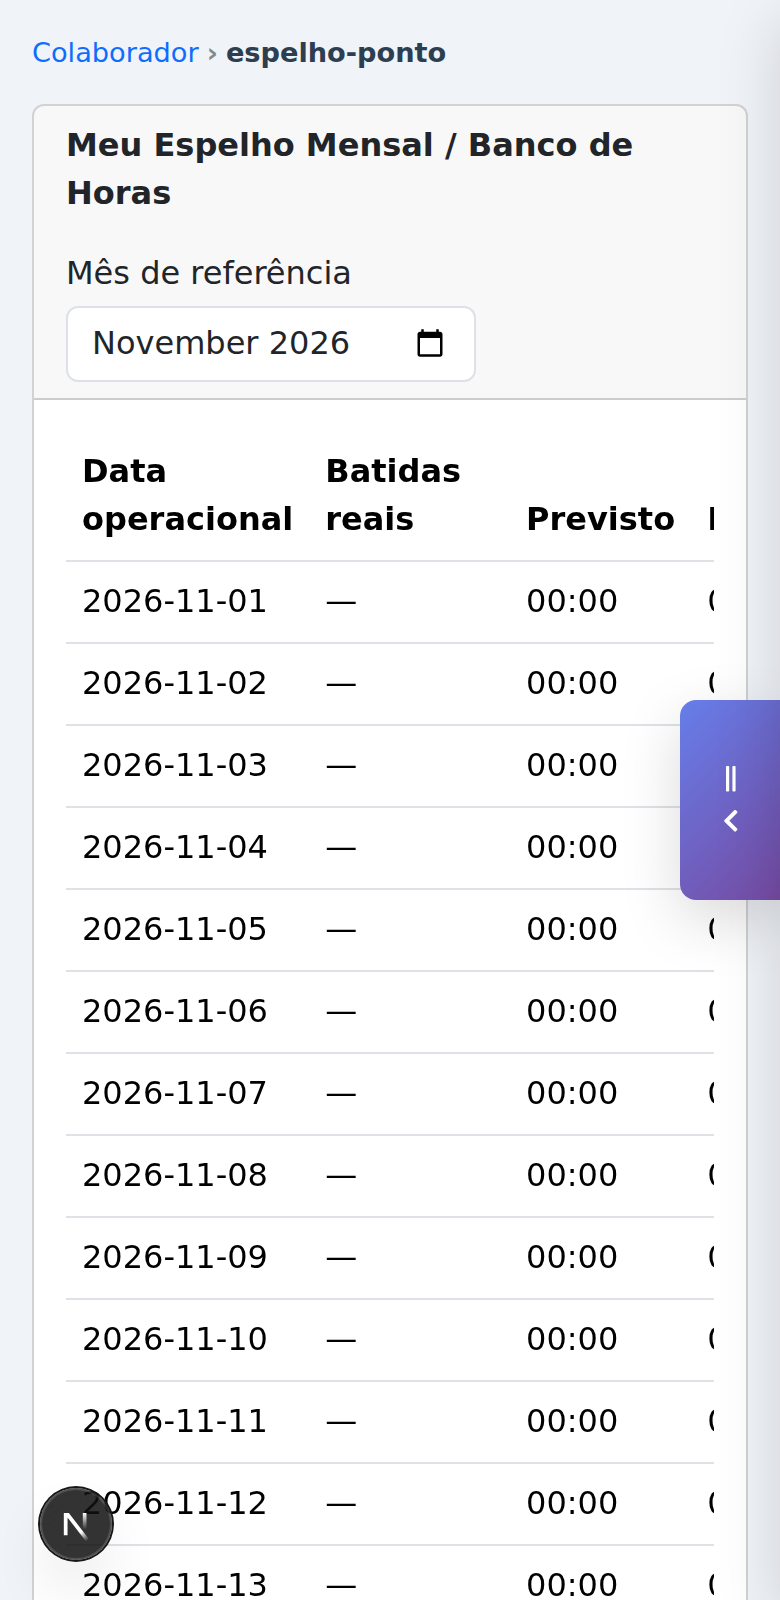 Colaborador › espelho-ponto
Meu Espelho Mensal / Banco de
Horas
Mês de referência
November 2026
Data operacional Batidas reais Previsto
2026-11-01 — 00:00
2026-11-02 — 00:00
2026-11-03 — 00:00
2026-11-04 — 00:00
2026-11-05 — 00:00
2026-11-06 — 00:00
2026-11-07 — 00:00
2026-11-08 — 00:00
2026-11-09 — 00:00
2026-11-10 — 00:00
2026-11-11 — 00:00
2026-11-12 — 00:00
2026-11-13 — 00:00